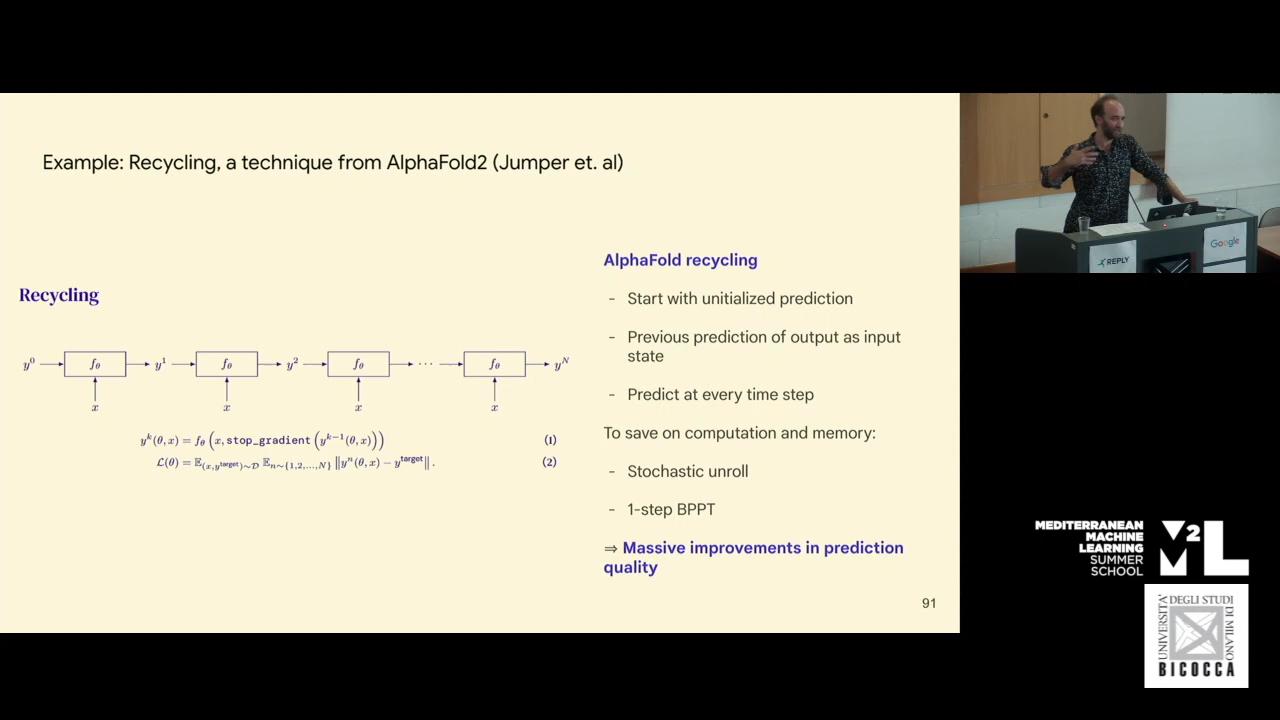 Example: Recycling, a technique from AlphaFold2 (Jumper et. al)
Recycling
y⁰ f_θ y¹ f_θ y² f_θ ··· f_θ y^N
x x x x
y^k(θ, x) = f_θ (x, stop_gradient (y^{k−1}(θ, x))) (1)
ℒ(θ) = 𝔼_{(x,y^target)∼𝒟} 𝔼_{n∼{1,2,...,N}} ‖y^n(θ, x) − y^target‖ . (2)
AlphaFold recycling
- Start with unitialized prediction
- Previous prediction of output as input
state
- Predict at every time step
To save on computation and memory:
- Stochastic unroll
- 1-step BPPT
⇒ Massive improvements in prediction
quality
91
REPLY
Google
MEDITERRANEAN
MACHINE
LEARNING
SUMMER
SCHOOL
M2L
UNIVERSITA'
DEGLI STUDI
DI MILANO
BICOCCA